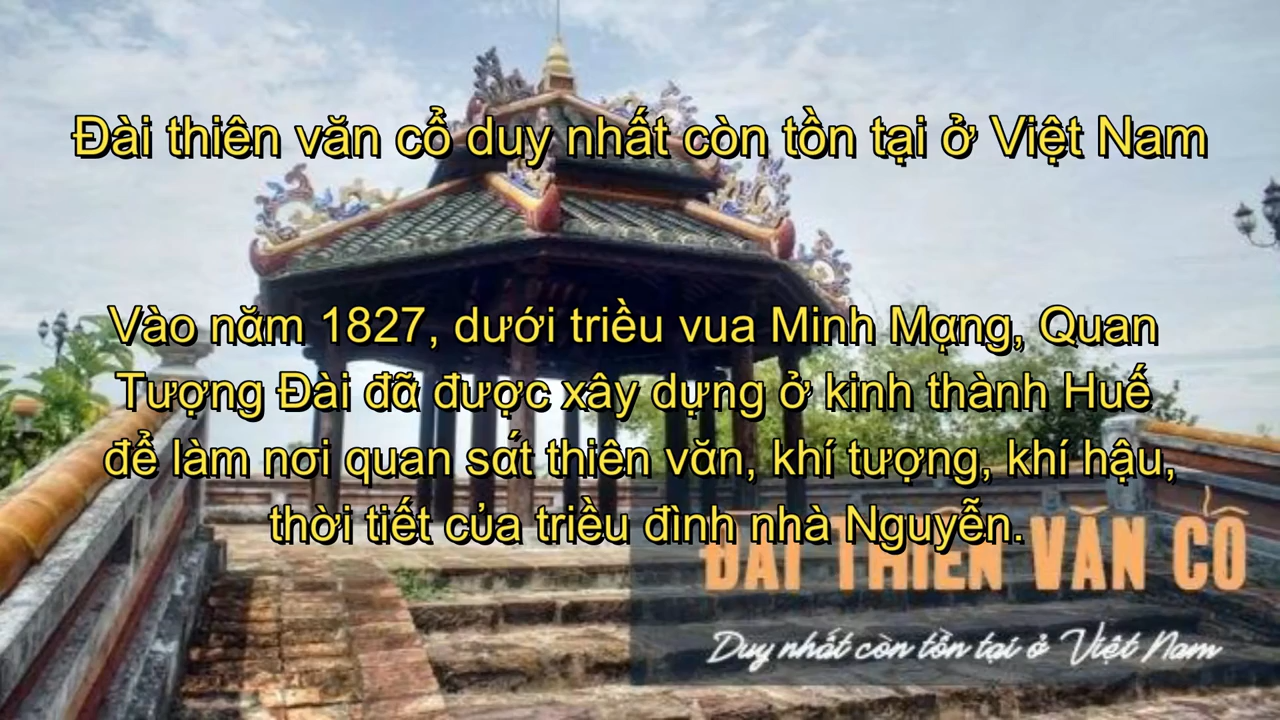 Đài thiên văn cổ duy nhất còn tồn tại ở Việt Nam
Vào năm 1827, dưới triều vua Minh Mạng, Quan
Tượng Đài đã được xây dựng ở kinh thành Huế
để làm nơi quan sát thiên văn, khí tượng, khí hậu,
thời tiết của triều đình nhà Nguyễn.
ĐÀI THIÊN VĂN CỔ
Duy nhất còn tồn tại ở Việt Nam